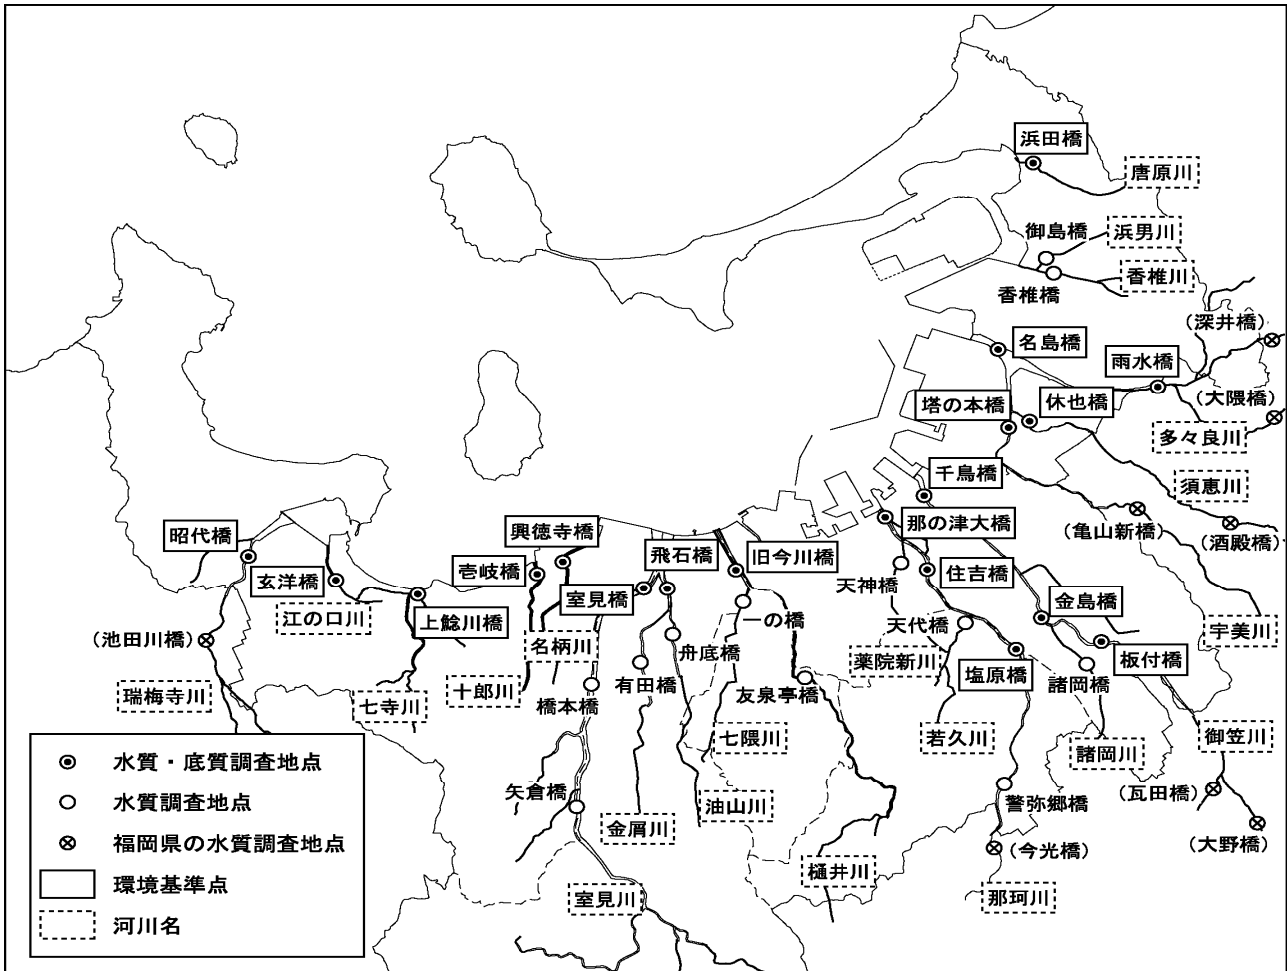 浜田橋
唐原川
御島橋
浜男川
香椎川
香椎橋
(深井橋)
名島橋
雨水橋
(大隈橋)
塔の本橋
休也橋
多々良川
千鳥橋
須恵川
昭代橋
興徳寺橋
飛石橋
旧今川橋
那の津大橋
(亀山新橋)
(酒殿橋)
玄洋橋
壱岐橋
室見橋
天神橋
住吉橋
金島橋
江の口川
上鯰川橋
一の橋
天代橋
宇美川
(池田川橋)
名柄川
舟底橋
薬院新川
塩原橋
板付橋
瑞梅寺川
七寺川
十郎川
橋本橋
有田橋
友泉亭橋
諸岡橋
七隈川
若久川
諸岡川
御笠川
水質・底質調査地点
水質調査地点
福岡県の水質調査地点
環境基準点
河川名
矢倉橋
金屑川
油山川
警弥郷橋
(瓦田橋)
(大野橋)
(今光橋)
樋井川
室見川
那珂川